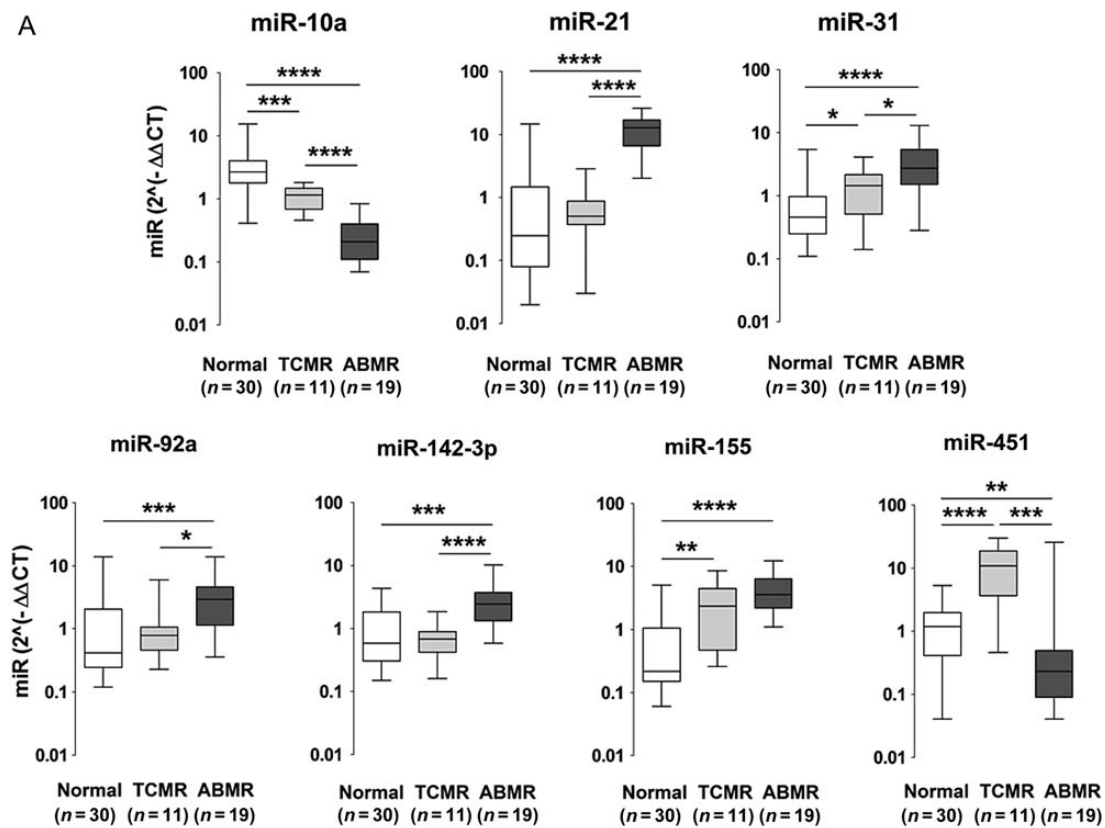 A
miR-10a
miR-21
miR-31
miR (2^(-ΔΔCT)
100
10
1
0.1
0.01
****
***
****
100
10
1
0.1
0.01
****
****
100
10
1
0.1
0.01
****
*
*
Normal TCMR ABMR
(n = 30) (n = 11) (n = 19)
Normal TCMR ABMR
(n = 30) (n = 11) (n = 19)
Normal TCMR ABMR
(n = 30) (n = 11) (n = 19)
miR-92a
miR-142-3p
miR-155
miR-451
miR (2^(-ΔΔCT)
100
10
1
0.1
0.01
***
*
100
10
1
0.1
0.01
***
****
100
10
1
0.1
0.01
****
**
100
10
1
0.1
0.01
**
****
***
Normal TCMR ABMR
(n = 30) (n = 11) (n = 19)
Normal TCMR ABMR
(n = 30) (n = 11) (n = 19)
Normal TCMR ABMR
(n = 30) (n = 11) (n = 19)
Normal TCMR ABMR
(n = 30) (n = 11) (n = 19)